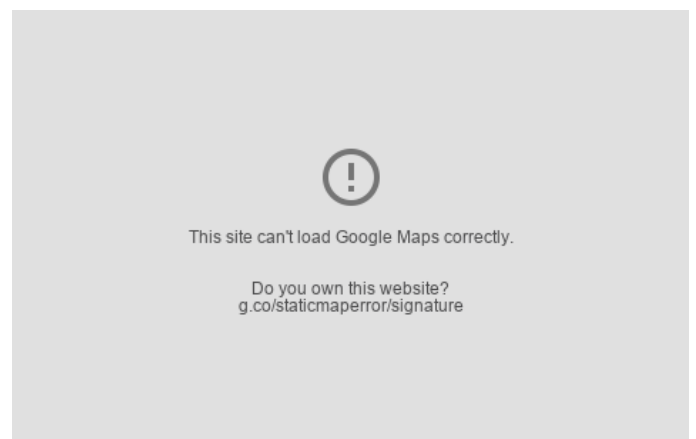 This site can't load Google Maps correctly.
Do you own this website?
g.co/staticmaperror/signature